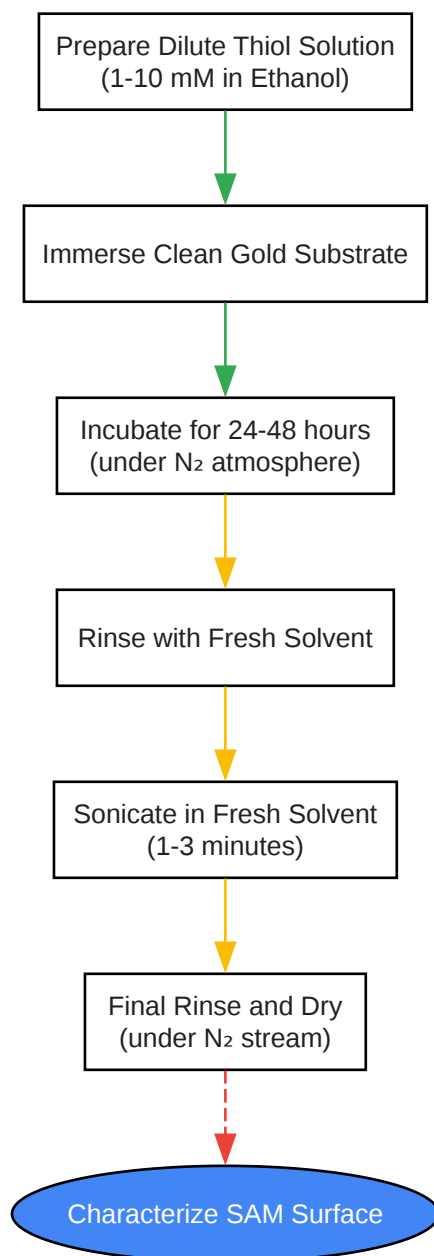 Prepare Dilute Thiol Solution
(1-10 mM in Ethanol)
Immerse Clean Gold Substrate
Incubate for 24-48 hours
(under N₂ atmosphere)
Rinse with Fresh Solvent
Sonicate in Fresh Solvent
(1-3 minutes)
Final Rinse and Dry
(under N₂ stream)
Characterize SAM Surface